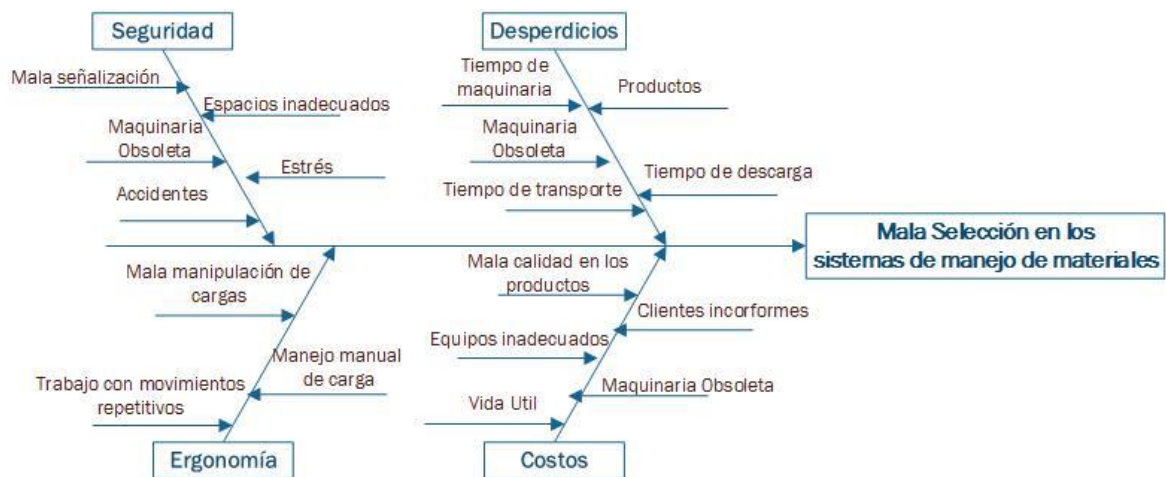 Seguridad
Desperdicios
Mala señalización
Espacios inadecuados
Maquinaria
Obsoleta
Estrés
Accidentes
Tiempo de
maquinaria
Productos
Maquinaria
Obsoleta
Tiempo de descarga
Tiempo de transporte
Mala Selección en los
sistemas de manejo de materiales
Mala manipulación de
cargas
Manejo manual
de carga
Trabajo con movimientos
repetitivos
Mala calidad en los
productos
Clientes incorformes
Equipos inadecuados
Maquinaria Obsoleta
Vida Util
Ergonomía
Costos